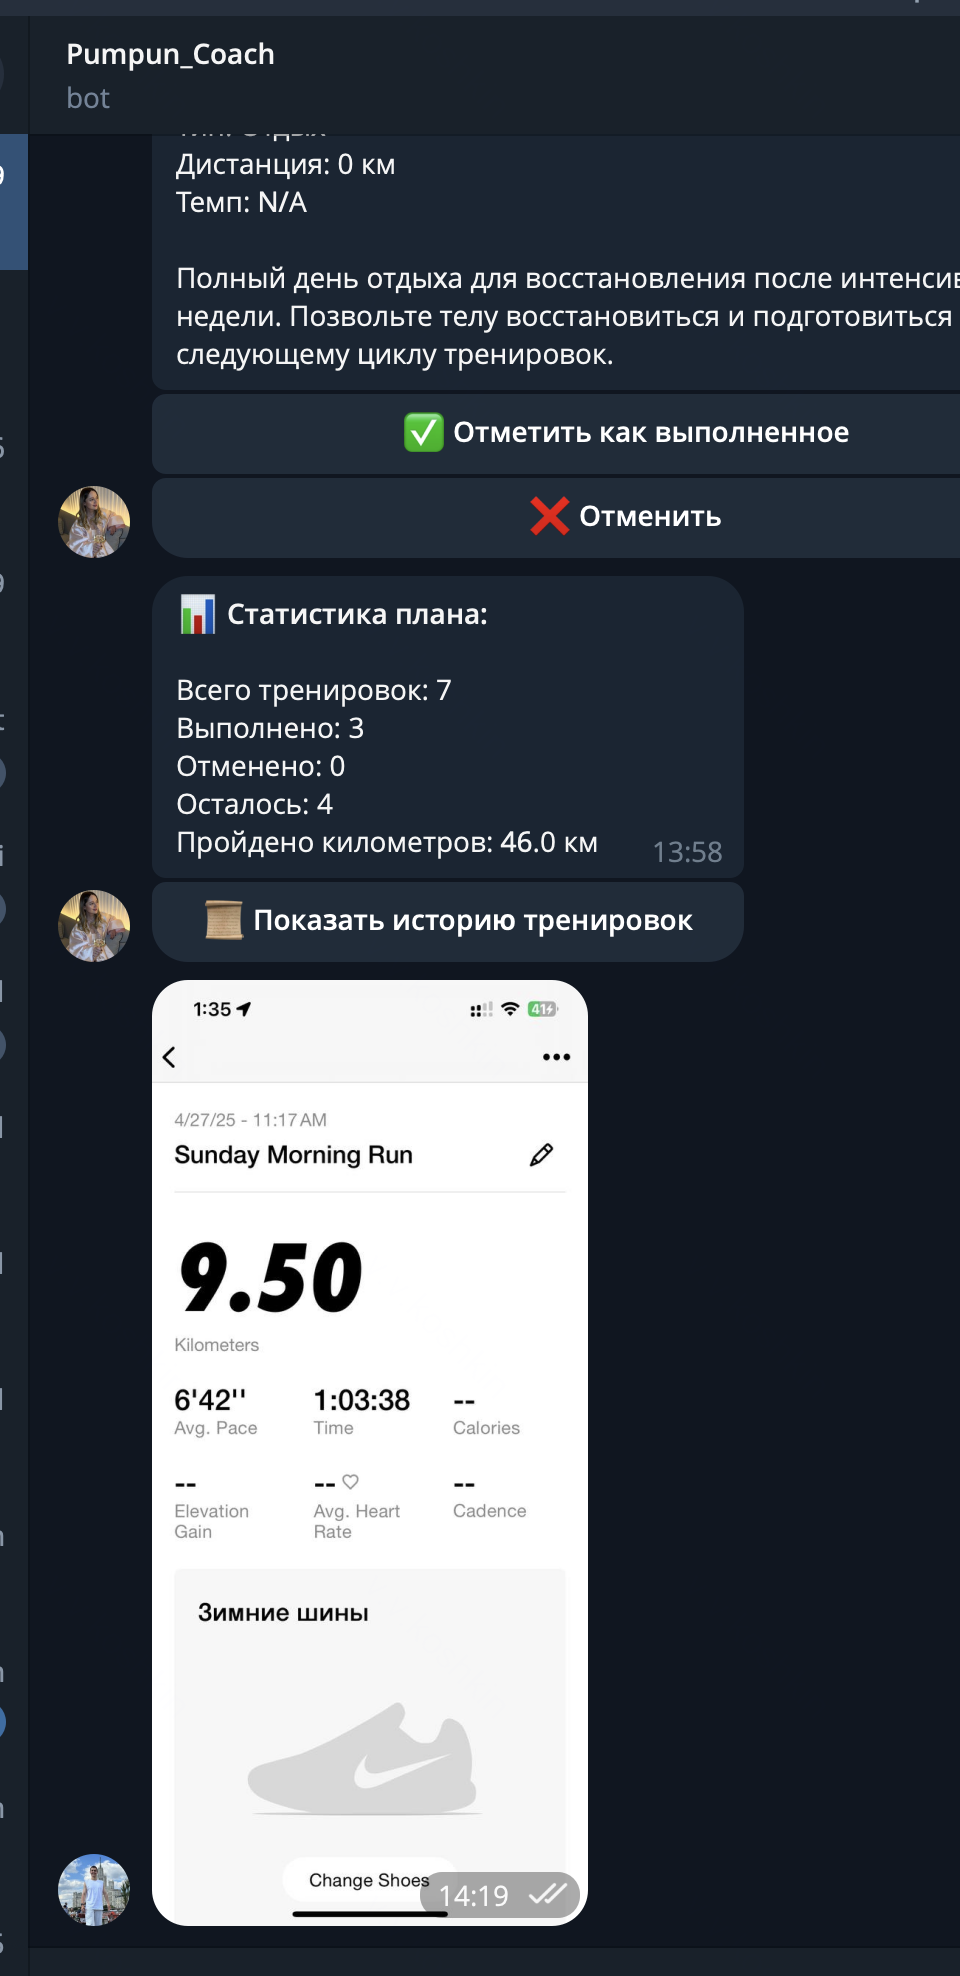 Pumpun_Coach
bot
Дистанция: 0 км
Темп: N/A
Полный день отдыха для восстановления после
недели. Позвольте телу восстановиться и подготовиться
следующему циклу тренировок.
✅ Отметить как выполненное
❌ Отменить
📊 Статистика плана:
Всего тренировок: 7
Выполнено: 3
Отменено: 0
Осталось: 4
Пройдено километров: 46.0 км
13:58
📜 Показать историю тренировок
1:35
41
4/27/25 - 11:17 AM
Sunday Morning Run
9.50
Kilometers
6'42'' 1:03:38 --
Avg. Pace Time Calories
-- -- --
Elevation Gain Avg. Heart Rate Cadence
Зимние шины
Change Shoes
14:19